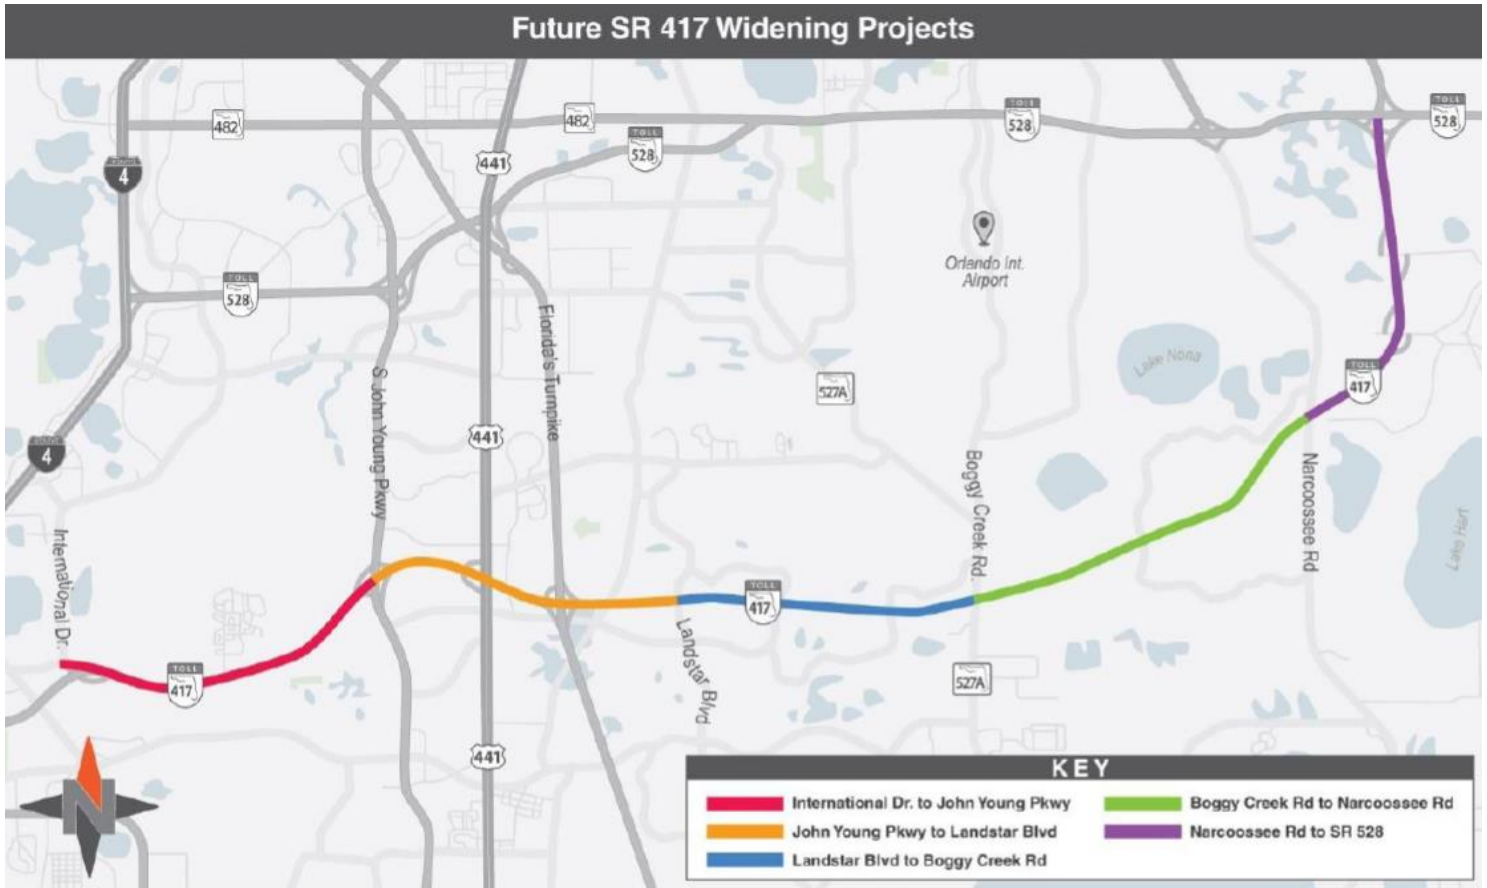 Future SR 417 Widening Projects
482
482
TOLL
528
TOLL
528
TOLL
528
441
4
Orlando Int.
Airport
TOLL
528
Florida's Turnpike
S John Young Pkwy
Lake Nona
TOLL
417
527A
441
4
Boggy Creek Rd.
Narcoossee Rd
Lake Hart
International Dr.
TOLL
417
Landstar Blvd
TOLL
417
527A
441
N
KEY
International Dr. to John Young Pkwy
John Young Pkwy to Landstar Blvd
Landstar Blvd to Boggy Creek Rd
Boggy Creek Rd to Narcoossee Rd
Narcoossee Rd to SR 528